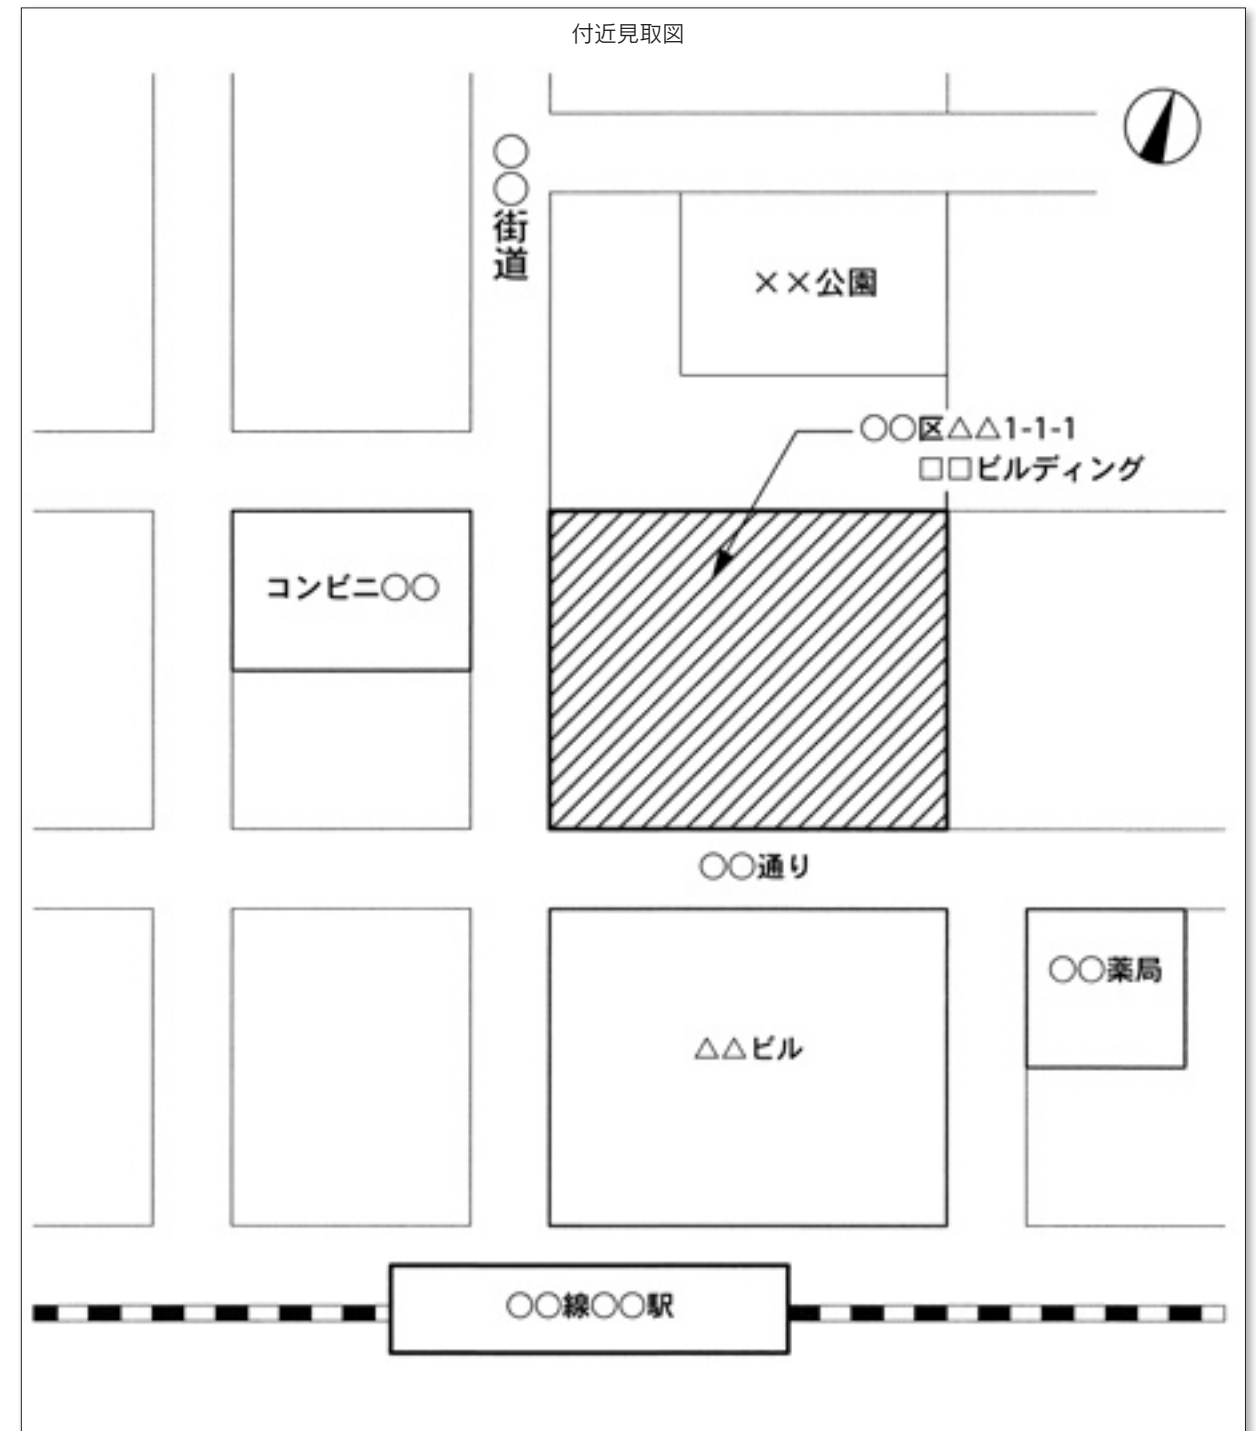 付近見取図
○○街道
××公園
○○区△△1-1-1
□□ビルディング
コンビニ○○
○○通り
○○薬局
△△ビル
○○線○○駅